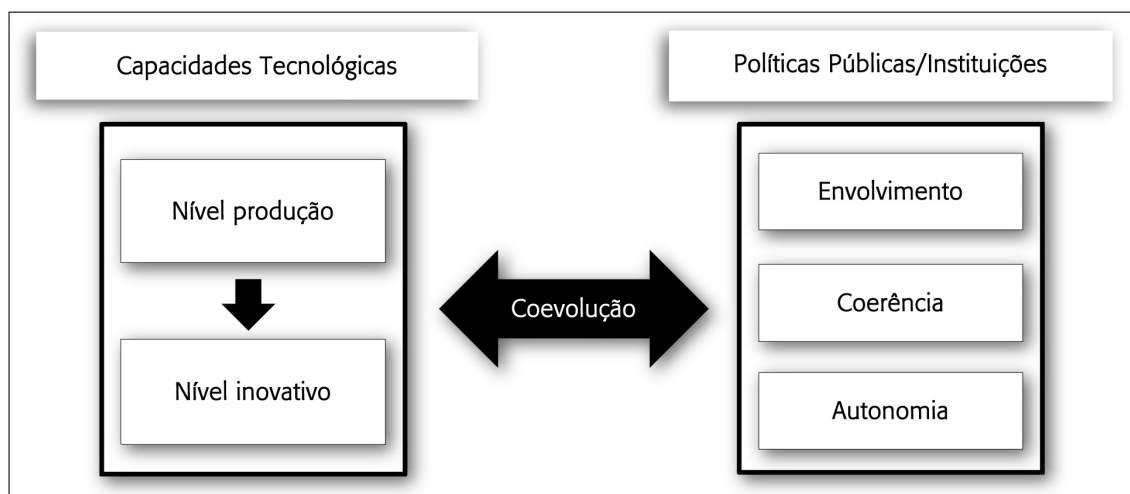 Capacidades Tecnológicas
Nível produção
Nível inovativo
Coevolução
Políticas Públicas/Instituições
Envolvimento
Coerência
Autonomia